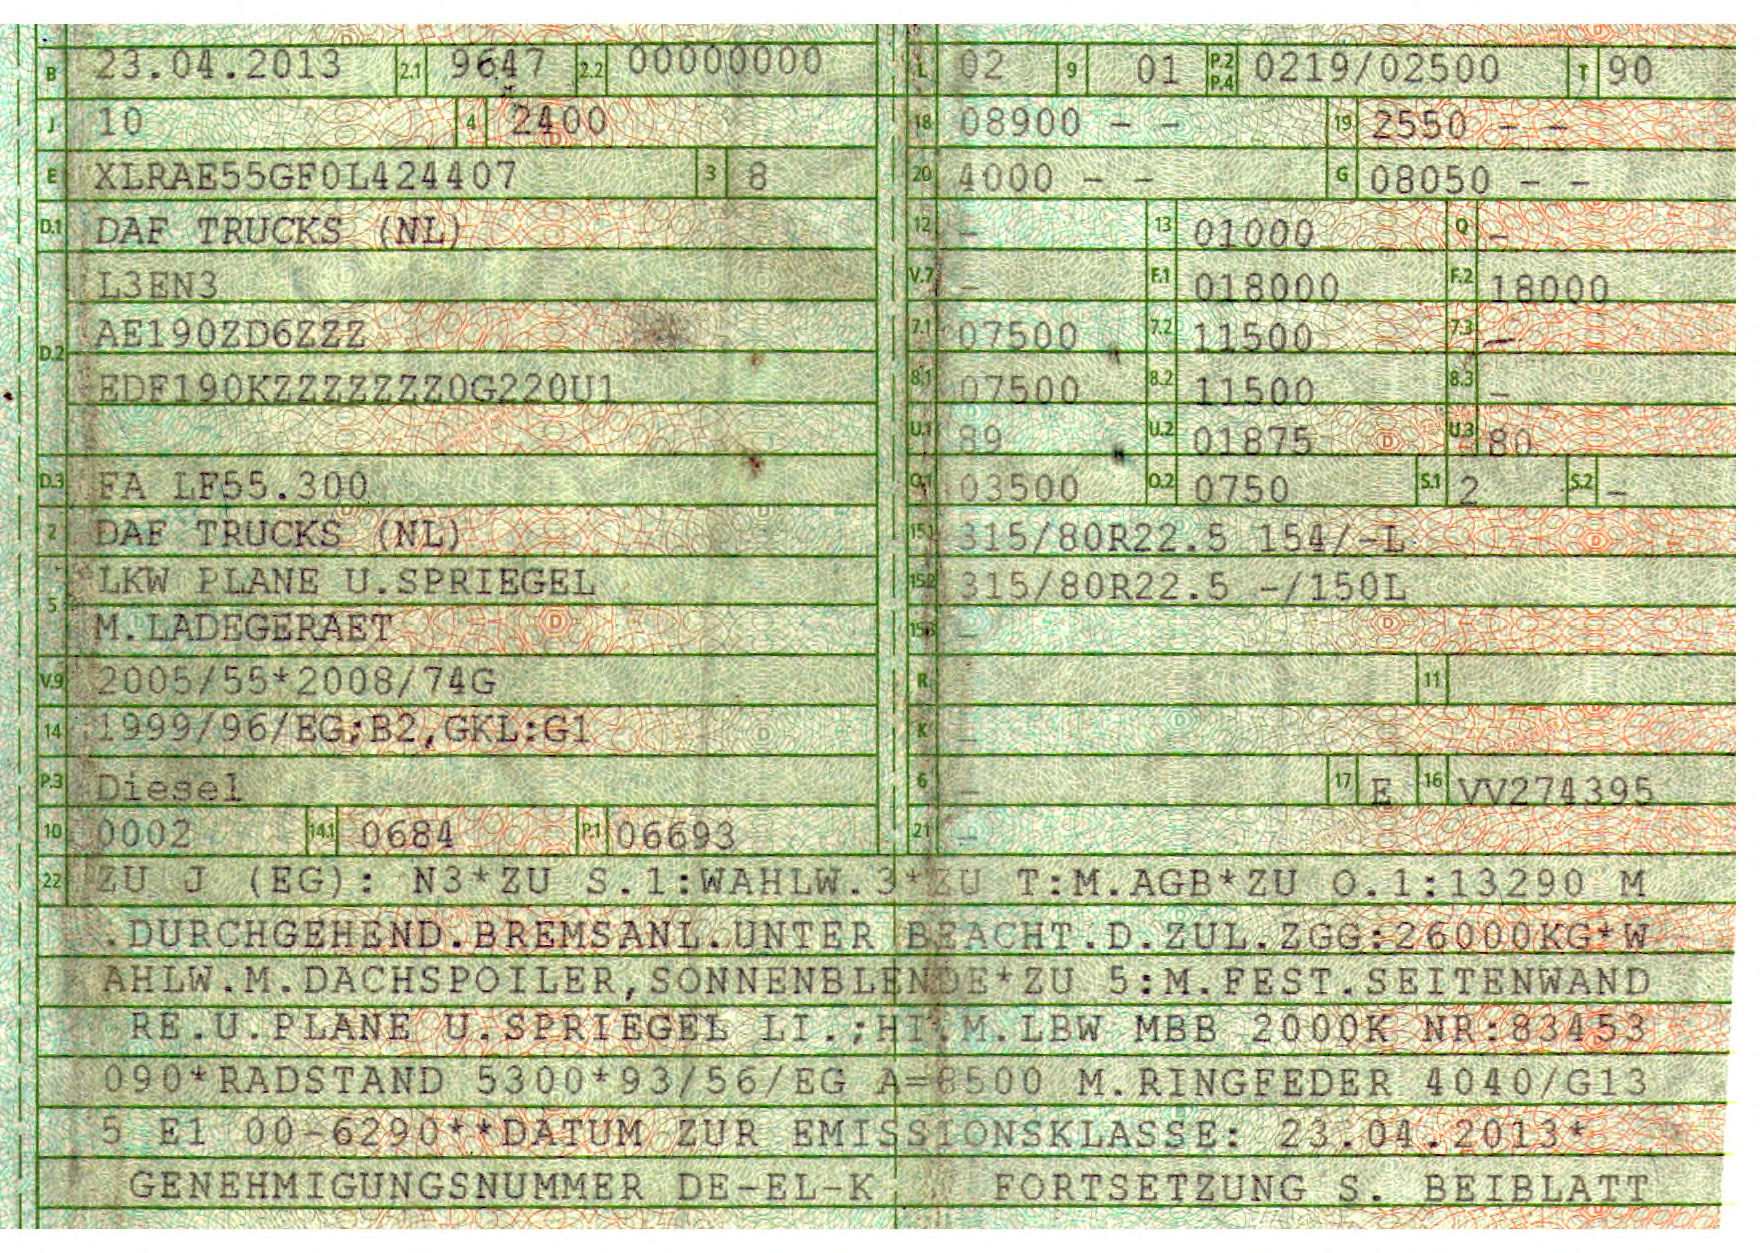 B 23.04.2013 2.1 9647 2.2 00000000
J 10 4 2400
E XLRAE55GF0L424407 3 8
D.1 DAF TRUCKS (NL)
L3EN3
D.2 AE190ZD6ZZZ
EDF190KZZZZZZZ0G220U1
D.3 FA LF55.300
2 DAF TRUCKS (NL)
5 LKW PLANE U.SPRIEGEL
M.LADEGERAET
V.9 2005/55*2008/74G
14 1999/96/EG;B2,GKL:G1
P.3 Diesel
10 0002 14.1 0684 P.1 06693
L 02 9 01 P.2 P.4 0219/02500 T 90
18 08900 - - 19 2550 - -
20 4000 - - G 08050 - -
12 - 13 01000 Q -
V.7 - F.1 018000 F.2 18000
7.1 07500 7.2 11500 7.3 -
8.1 07500 8.2 11500 8.3 -
U.1 89 U.2 01875 U.3 80
O.1 03500 O.2 0750 S.1 2 S.2 -
15.1 315/80R22.5 154/-L
15.2 315/80R22.5 -/150L
15.3 -
R 11
K -
6 - 17 E 16 VV274395
21 -
22 ZU J (EG): N3*ZU S.1:WAHLW.3*ZU T:M.AGB*ZU O.1:13290 M
.DURCHGEHEND.BREMSANL.UNTER BEACHT.D.ZUL.ZGG:26000KG*W
AHLW.M.DACHSPOILER,SONNENBLENDE*ZU 5:M.FEST.SEITENWAND
RE.U.PLANE U.SPRIEGEL LI.;HI.M.LBW MBB 2000K NR:83453
090*RADSTAND 5300*93/56/EG A=8500 M.RINGFEDER 4040/G13
5 E1 00-6290**DATUM ZUR EMISSIONSKLASSE: 23.04.2013*
GENEHMIGUNGSNUMMER DE-EL-K FORTSETZUNG S. BEIBLATT